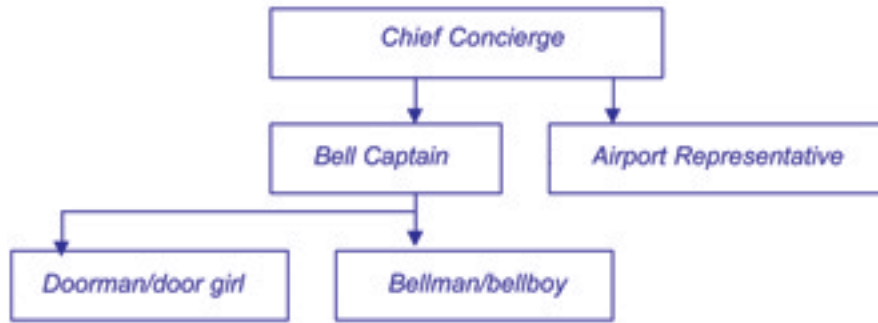 Chief Concierge
Bell Captain
Airport Representative
Doorman/door girl
Bellman/bellboy